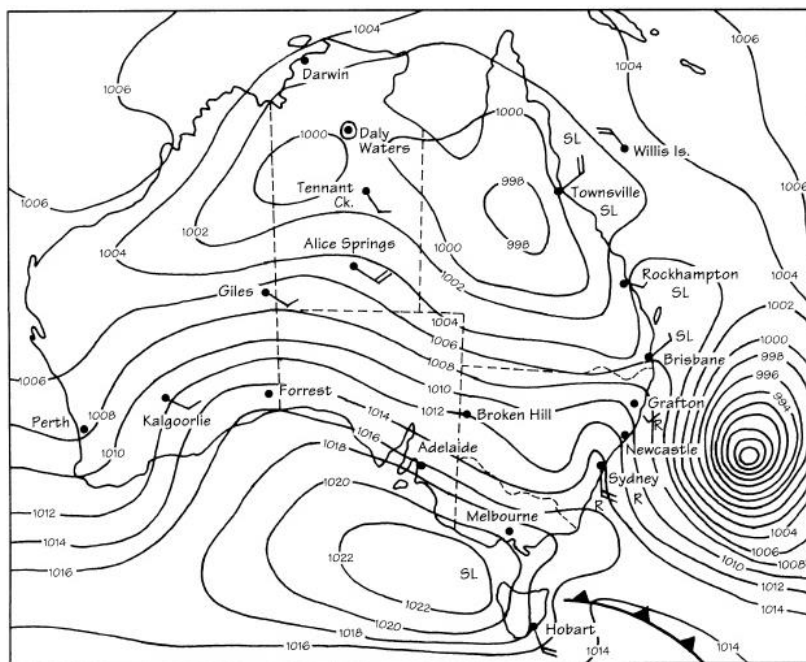 1004
1006
1006
1004
Darwin
1006
1000
1000
Daly
Waters
SL
Willis Is.
998
Tennant
Ck.
Townsville
SL
1006
1002
998
1000
Alice Springs
1004
1002
Rockhampton
SL
1004
Giles
1002
1004
1006
SL
1000
Brisbane
998
1008
996
1006
1010
994
Forrest
Grafton
Kalgoorlie
1014
1012
Broken Hill
R
Perth
1008
1016
Newcastle
1010
1018
Adelaide
Sydney
1020
R
R
1012
Melbourne
1004
1014
1022
1006
1010
1008
1016
SL
1012
1022
1014
1020
1018
Hobart
1016
1014
1014